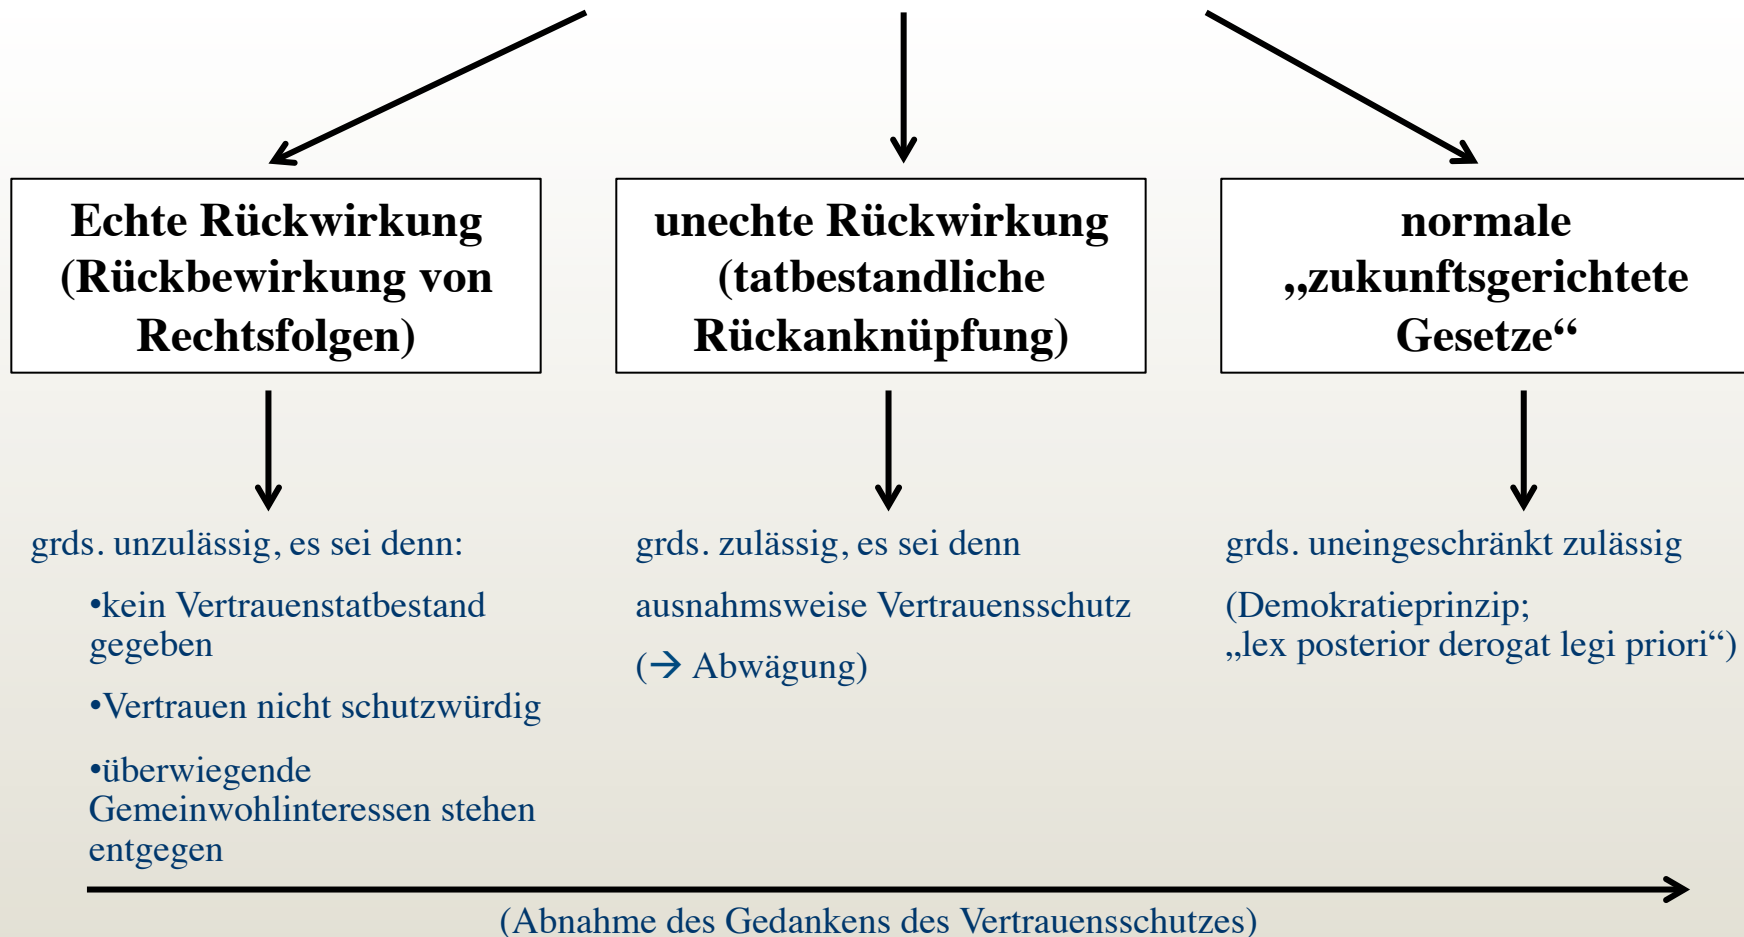 Echte Rückwirkung
(Rückbewirkung von
Rechtsfolgen)
unechte Rückwirkung
(tatbestandliche
Rückanknüpfung)
normale
„zukunftsgerichtete
Gesetze“
grds. unzulässig, es sei denn:
•kein Vertrauenstatbestand
gegeben
•Vertrauen nicht schutzwürdig
•überwiegende
Gemeinwohlinteressen stehen
entgegen
grds. zulässig, es sei denn
ausnahmsweise Vertrauensschutz
(→ Abwägung)
grds. uneingeschränkt zulässig
(Demokratieprinzip;
„lex posterior derogat legi priori“)
(Abnahme des Gedankens des Vertrauensschutzes)